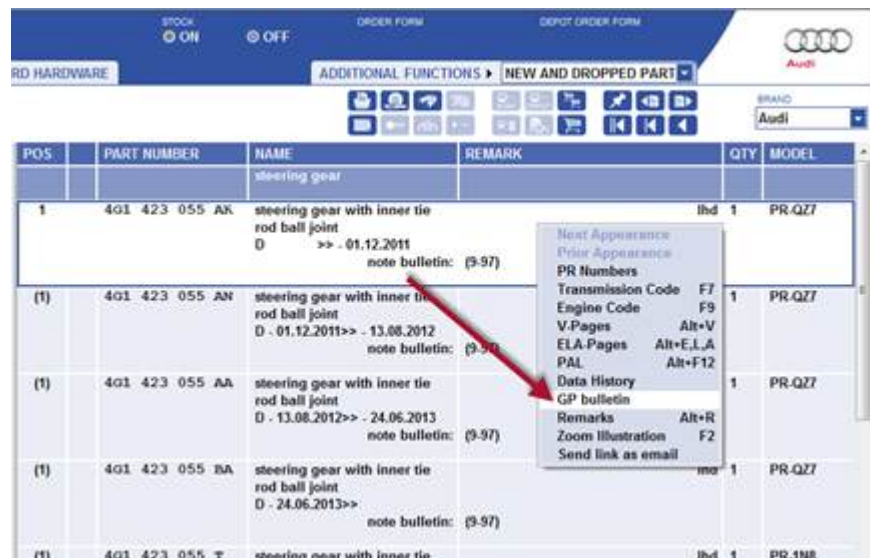 STOCK ORDER FORM DEPOT ORDER FORM
ON OFF
Audi
RD HARDWARE ADDITIONAL FUNCTIONS NEW AND DROPPED PART
BRAND
Audi
POS PART NUMBER NAME REMARK QTY MODEL
steering gear
1 4G1 423 055 AK steering gear with inner tie lhd 1 PR-QZ7
rod ball joint
D >> - 01.12.2011
note bulletin: (9-97)
(1) 4G1 423 055 AN steering gear with inner tie 1 PR-QZ7
rod ball joint
D - 01.12.2011>> - 13.08.2012
note bulletin: (9-97)
(1) 4G1 423 055 AA steering gear with inner tie 1 PR-QZ7
rod ball joint
D - 13.08.2012>> - 24.06.2013
note bulletin: (9-97)
(1) 4G1 423 055 BA steering gear with inner tie lhd 1 PR-QZ7
rod ball joint
D - 24.06.2013>>
note bulletin: (9-97)
(1) 4G1 423 055 T steering gear with inner tie lhd 1 PR-1N8
Next Appearance
Prior Appearance
PR Numbers
Transmission Code F7
Engine Code F9
V-Pages Alt+V
ELA-Pages Alt+E,L,A
PAL Alt+F12
Data History
GP bulletin
Remarks Alt+R
Zoom Illustration F2
Send link as email